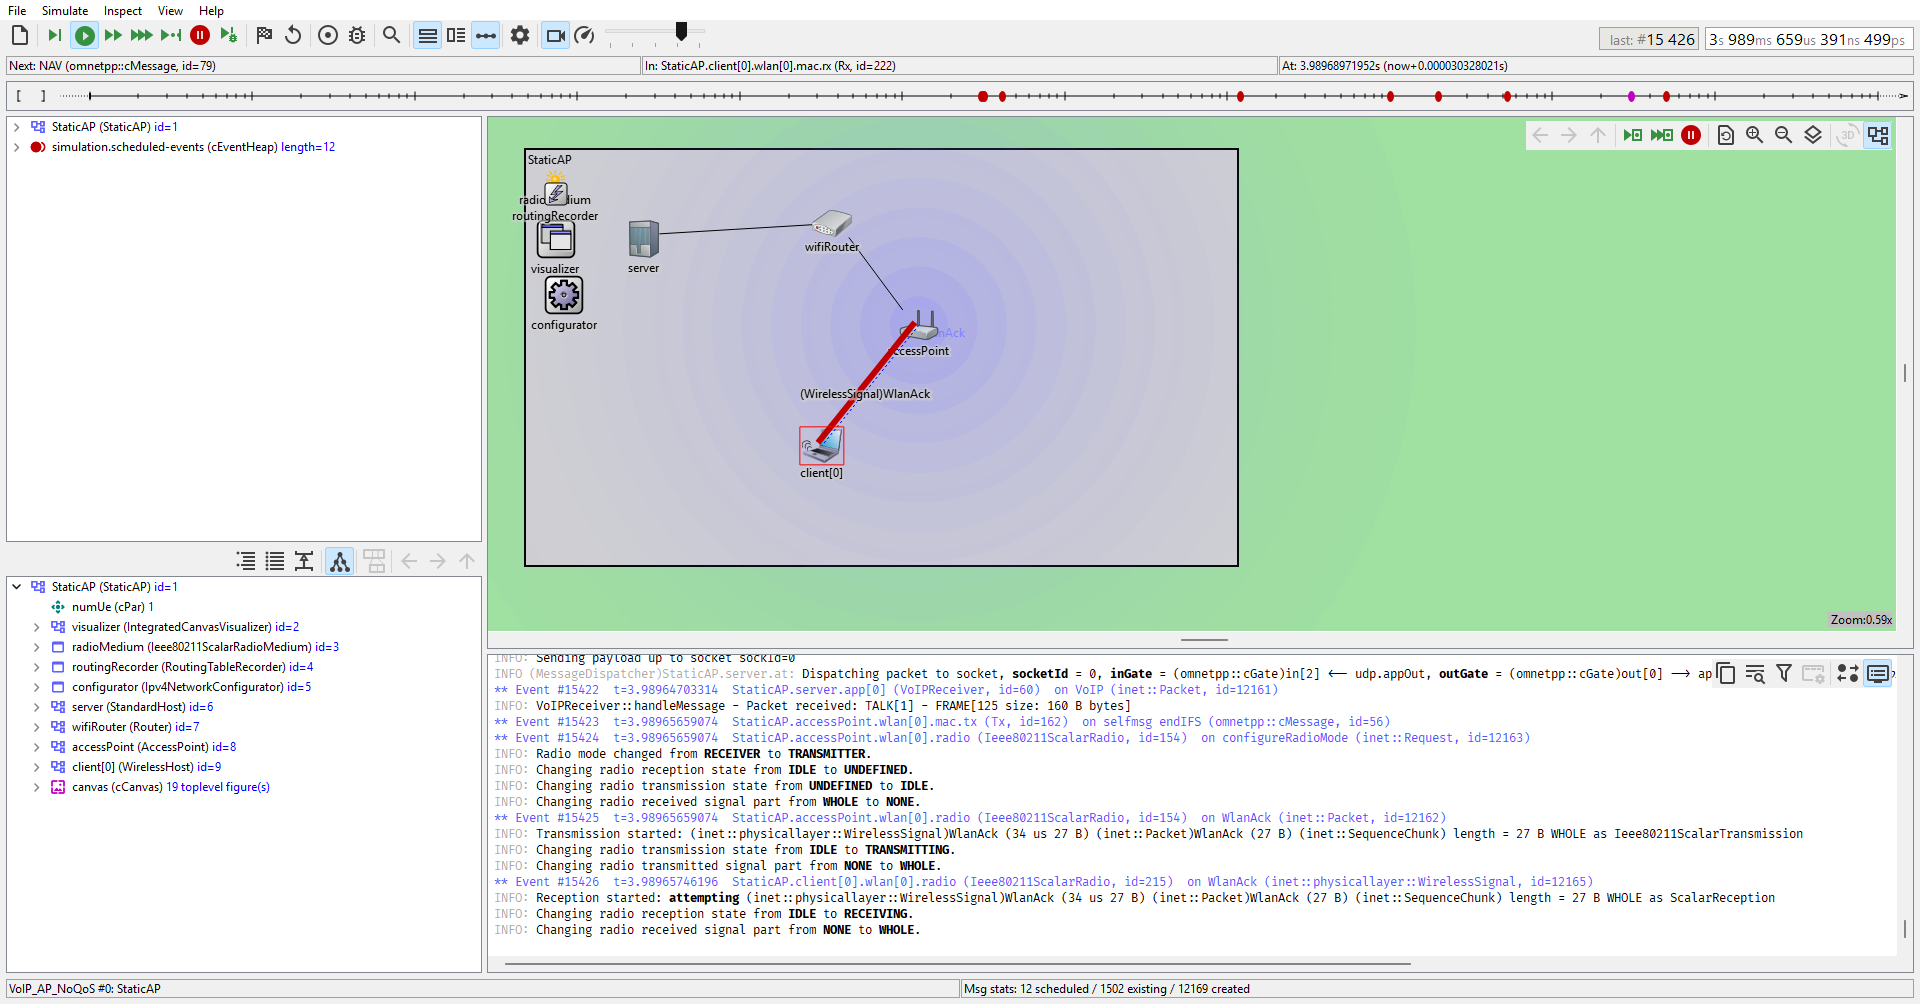 File Simulate Inspect View Help
last: #15 426
3s 989ms 659us 391ns 499ps
Next: NAV (omnetpp::cMessage, id=79)
In: StaticAP.client[0].wlan[0].mac.rx (Rx, id=222)
At: 3.98968971952s (now+0.000030328021s)
StaticAP (StaticAP) id=1
simulation.scheduled-events (cEventHeap) length=12
StaticAP (StaticAP) id=1
numUe (cPar) 1
visualizer (IntegratedCanvasVisualizer) id=2
radioMedium (Ieee80211ScalarRadioMedium) id=3
routingRecorder (RoutingTableRecorder) id=4
configurator (Ipv4NetworkConfigurator) id=5
server (StandardHost) id=6
wifiRouter (Router) id=7
accessPoint (AccessPoint) id=8
client[0] (WirelessHost) id=9
canvas (cCanvas) 19 toplevel figure(s)
3D
StaticAP
routingRecorder
visualizer
configurator
server
wifiRouter
(WirelessSignal)WlanAck
client[0]
Zoom:0.59x
INFO: Sending payload up to socket sockId=0
INFO (MessageDispatcher)StaticAP.server.at: Dispatching packet to socket, socketId = 0, inGate = (omnetpp::cGate)in[2] <-- udp.appOut, outGate = (omnetpp::cGate)out[0] --> ap
** Event #15422 t=3.98964703314 StaticAP.server.app[0] (VoIPReceiver, id=60) on VoIP (inet::Packet, id=12161)
INFO: VoIPReceiver::handleMessage - Packet received: TALK[1] - FRAME[125 size: 160 B bytes]
** Event #15423 t=3.98965659074 StaticAP.accessPoint.wlan[0].mac.tx (Tx, id=162) on selfmsg endIFS (omnetpp::cMessage, id=56)
** Event #15424 t=3.98965659074 StaticAP.accessPoint.wlan[0].radio (Ieee80211ScalarRadio, id=154) on configureRadioMode (inet::Request, id=12163)
INFO: Radio mode changed from RECEIVER to TRANSMITTER.
INFO: Changing radio reception state from IDLE to UNDEFINED.
INFO: Changing radio transmission state from UNDEFINED to IDLE.
INFO: Changing radio received signal part from WHOLE to NONE.
** Event #15425 t=3.98965659074 StaticAP.accessPoint.wlan[0].radio (Ieee80211ScalarRadio, id=154) on WlanAck (inet::Packet, id=12162)
INFO: Transmission started: (inet::physicallayer::WirelessSignal)WlanAck (34 us 27 B) (inet::Packet)WlanAck (27 B) (inet::SequenceChunk) length = 27 B WHOLE as Ieee80211ScalarTransmission
INFO: Changing radio transmission state from IDLE to TRANSMITTING.
INFO: Changing radio transmitted signal part from NONE to WHOLE.
** Event #15426 t=3.98965746196 StaticAP.client[0].wlan[0].radio (Ieee80211ScalarRadio, id=215) on WlanAck (inet::physicallayer::WirelessSignal, id=12165)
INFO: Reception started: attempting (inet::physicallayer::WirelessSignal)WlanAck (34 us 27 B) (inet::Packet)WlanAck (27 B) (inet::SequenceChunk) length = 27 B WHOLE as ScalarReception
INFO: Changing radio reception state from IDLE to RECEIVING.
INFO: Changing radio received signal part from NONE to WHOLE.
VoIP_AP_NoQoS #0: StaticAP
Msg stats: 12 scheduled / 1502 existing / 12169 created